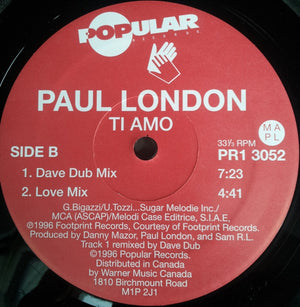 POPULAR
RECORDS
PAUL LONDON
TI AMO
M A
P L
SIDE B
33⅓ RPM
PR1 3052
1. Dave Dub Mix 7:23
2. Love Mix 4:41
G.Bigazzi/U.Tozzi...Sugar Melodie Inc./
MCA (ASCAP)/Melodi Case Editrice, S.I.A.E,
©1996 Footprint Records, Courtesy of Footprint Records.
Produced by Danny Mazor, Paul London, and Sam R.L.
Track 1 remixed by Dave Dub
℗1996 Popular Records.
Distributed in Canada
by Warner Music Canada
1810 Birchmount Road
M1P 2J1